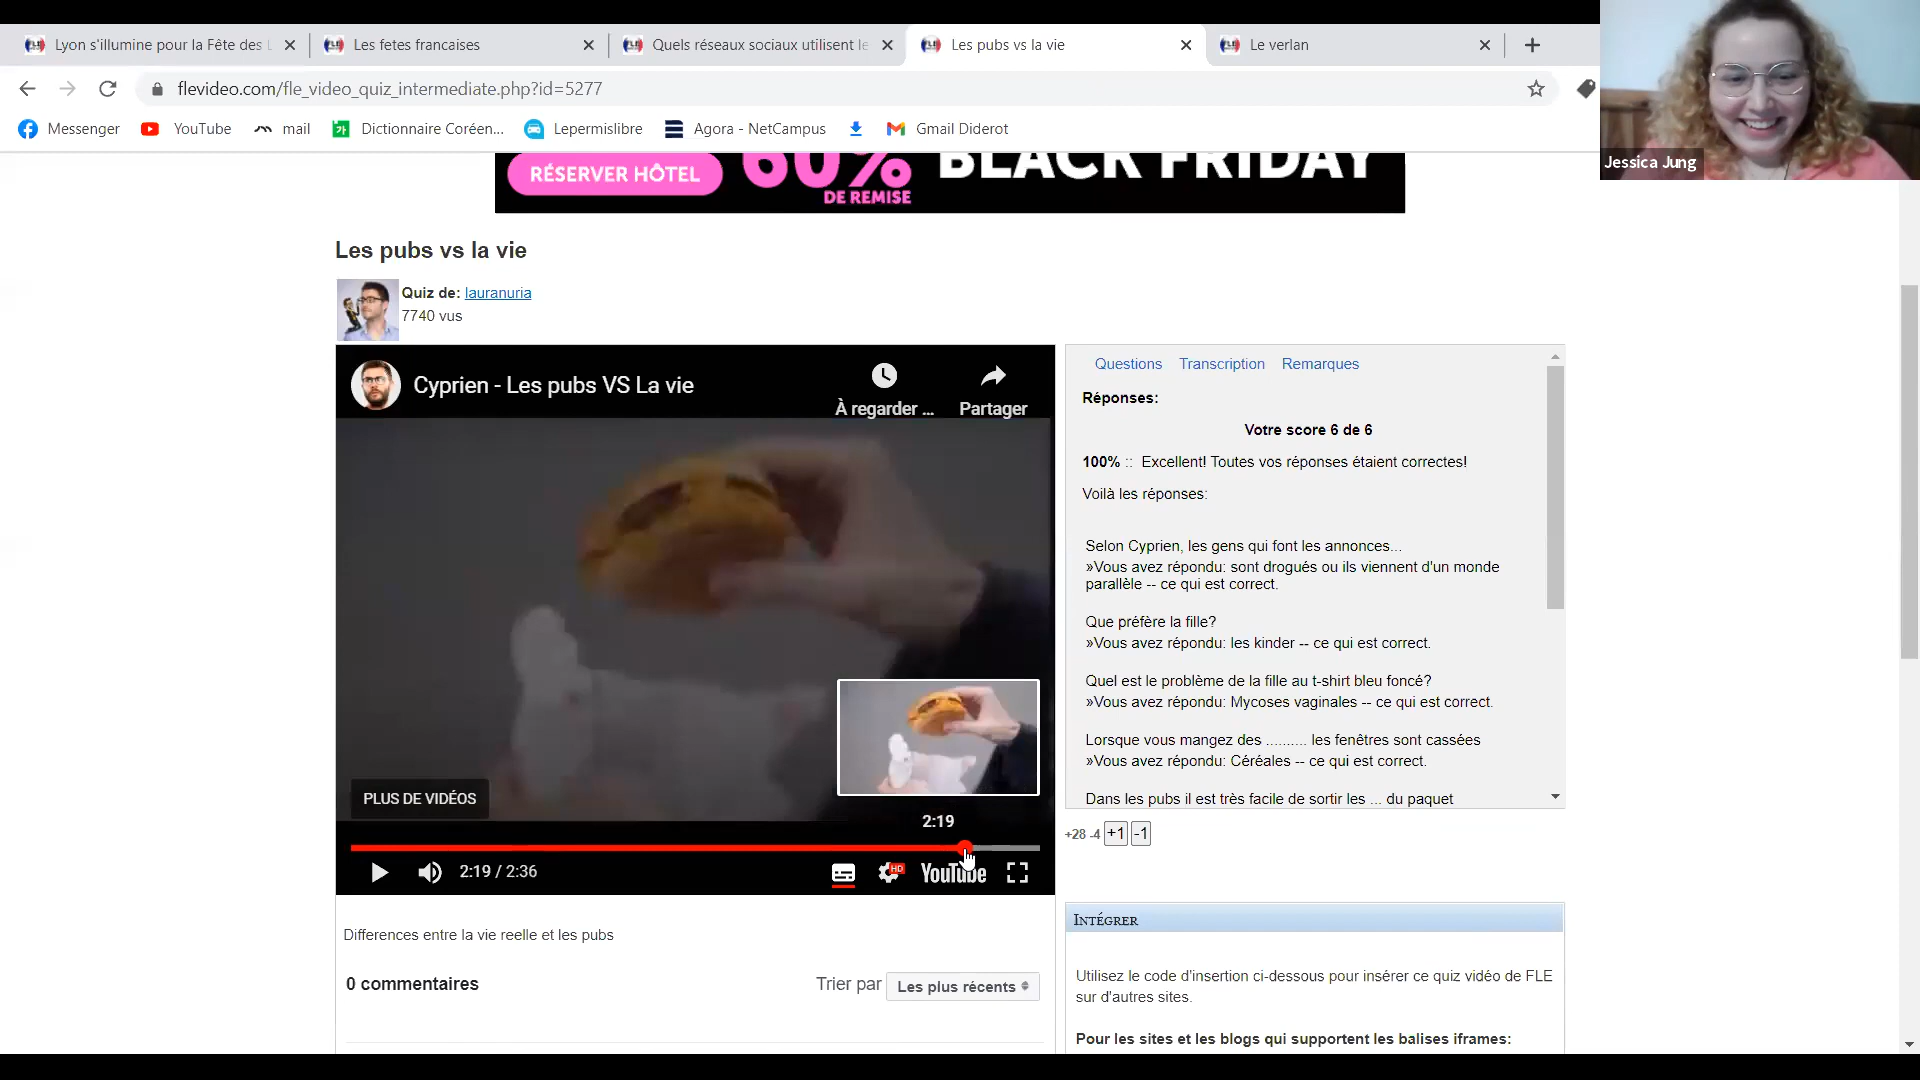 Lyon s'illumine pour la Fête des
Les fetes francaises
Quels réseaux sociaux utilisent le
Les pubs vs la vie
Le verlan
flevideo.com/fle_video_quiz_intermediate.php?id=5277
Messenger
YouTube
mail
Dictionnaire Coréen...
Lepermislibre
Agora - NetCampus
Gmail Diderot
Jessica Jung
RÉSERVER HÔTEL
60%
DE REMISE
BLACK FRIDAY
Les pubs vs la vie
Quiz de: lauranuria
7740 vus
Cyprien - Les pubs VS La vie
À regarder ...
Partager
PLUS DE VIDÉOS
2:19
2:19 / 2:36
HD
YouTube
Questions Transcription Remarques
Réponses:
Votre score 6 de 6
100% :: Excellent! Toutes vos réponses étaient correctes!
Voilà les réponses:
Selon Cyprien, les gens qui font les annonces...
»Vous avez répondu: sont drogués ou ils viennent d'un monde
parallèle -- ce qui est correct.
Que préfère la fille?
»Vous avez répondu: les kinder -- ce qui est correct.
Quel est le problème de la fille au t-shirt bleu foncé?
»Vous avez répondu: Mycoses vaginales -- ce qui est correct.
Lorsque vous mangez des .......... les fenêtres sont cassées
»Vous avez répondu: Céréales -- ce qui est correct.
Dans les pubs il est très facile de sortir les ... du paquet
+28 -4 +1 -1
Differences entre la vie reelle et les pubs
0 commentaires
Trier par Les plus récents
Intégrer
Utilisez le code d'insertion ci-dessous pour insérer ce quiz vidéo de FLE
sur d'autres sites.
Pour les sites et les blogs qui supportent les balises iframes: